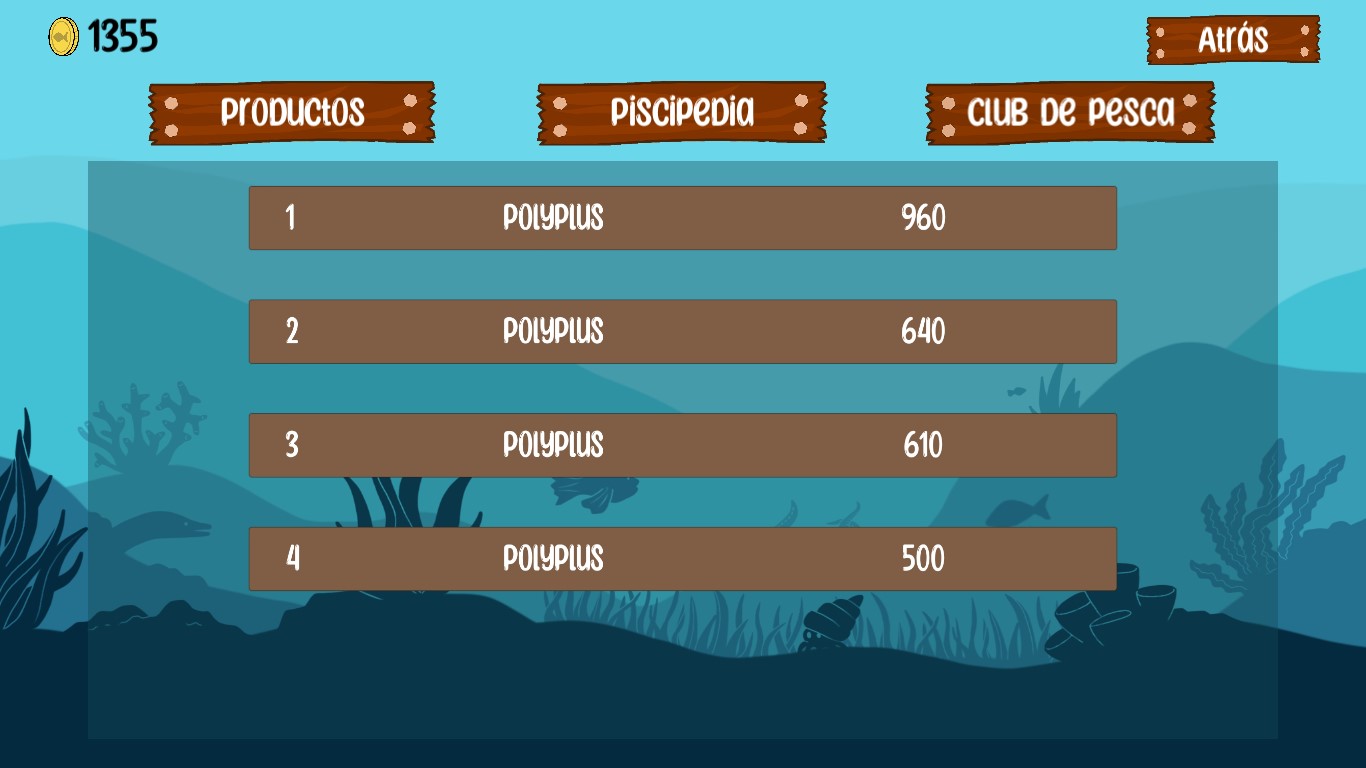 1355
Atrás
PRODUCTOS
PISCIPEDIA
CLUB DE PESCA
1 POLYPLUS 960
2 POLYPLUS 640
3 POLYPLUS 610
4 POLYPLUS 500